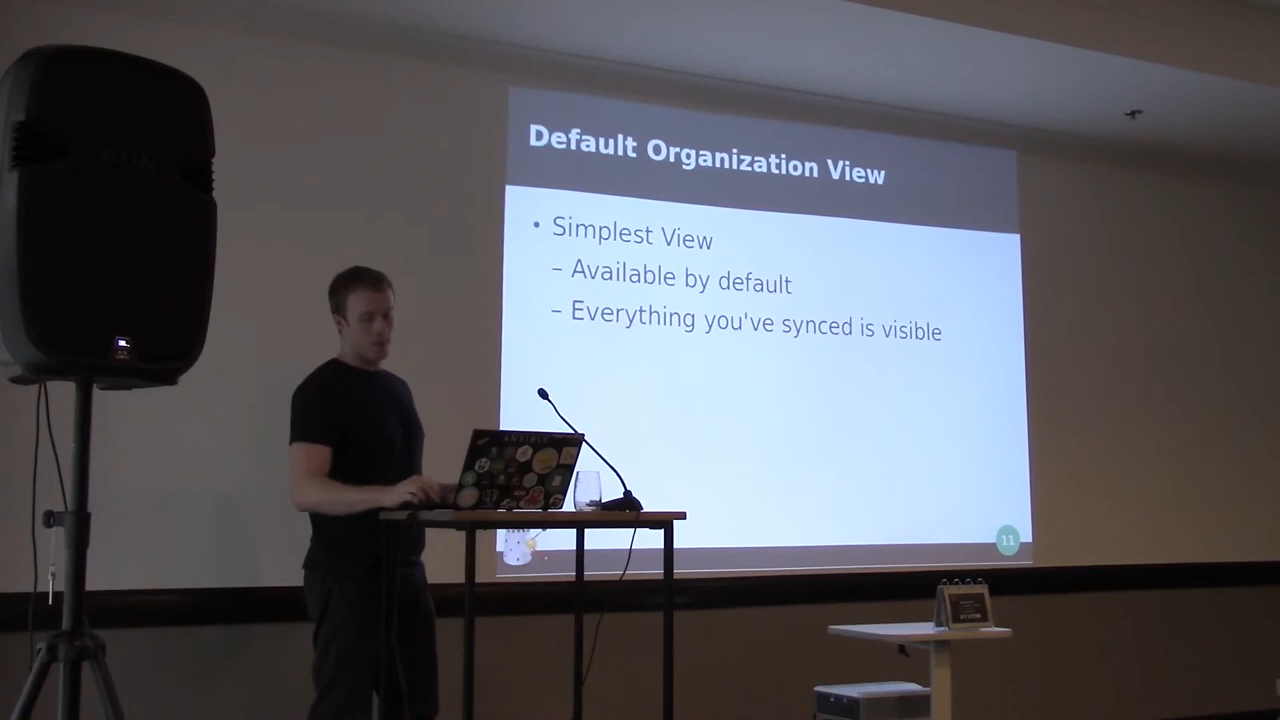 Default Organization View
• Simplest View
– Available by default
– Everything you've synced is visible
ANSIBLE
11